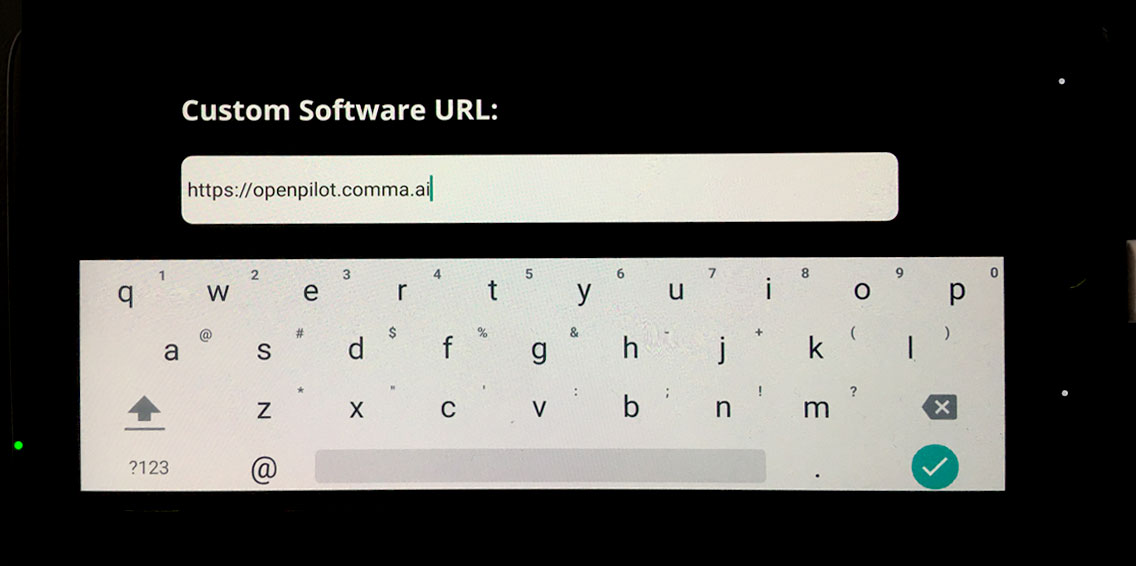 Custom Software URL:
https://openpilot.comma.ai
1 2 3 4 5 6 7 8 9 0
q w e r t y u i o p
@ # $ % & - + ( )
a s d f g h j k l
* " ' : ; ! ?
z x c v b n m
?123 @ .